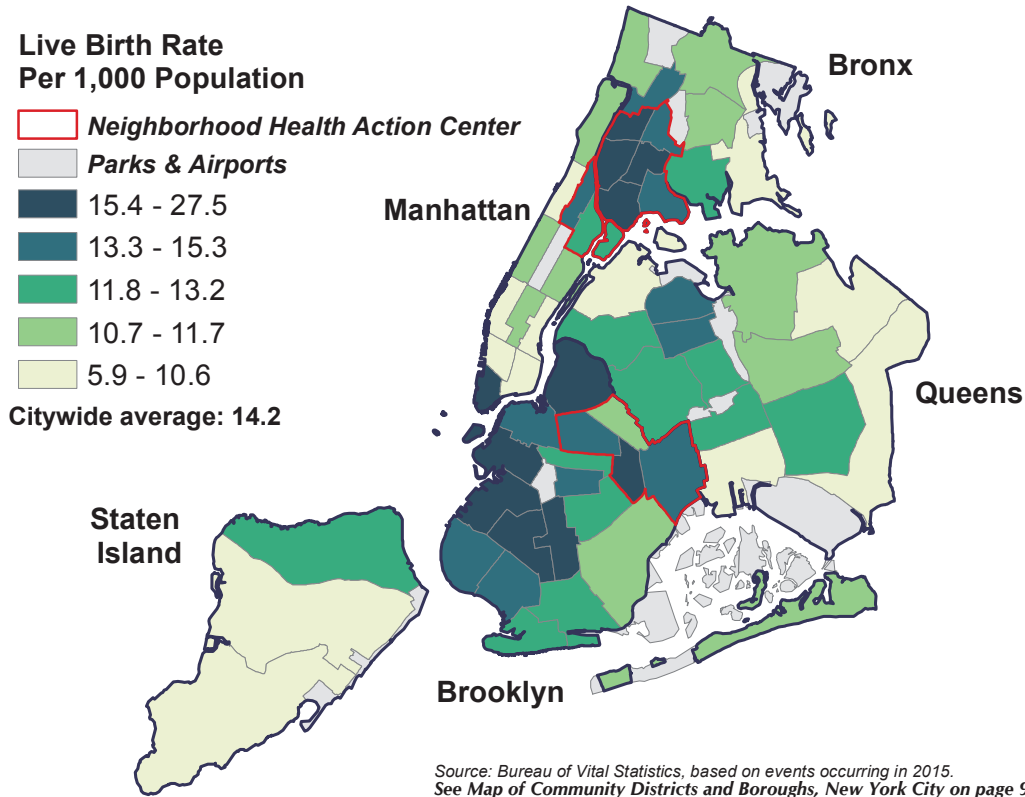 Live Birth Rate
Per 1,000 Population
Neighborhood Health Action Center
Parks & Airports
15.4 - 27.5
13.3 - 15.3
11.8 - 13.2
10.7 - 11.7
5.9 - 10.6
Citywide average: 14.2
Bronx
Manhattan
Queens
Staten
Island
Brooklyn
Source: Bureau of Vital Statistics, based on events occurring in 2015.
See Map of Community Districts and Boroughs, New York City on page 9